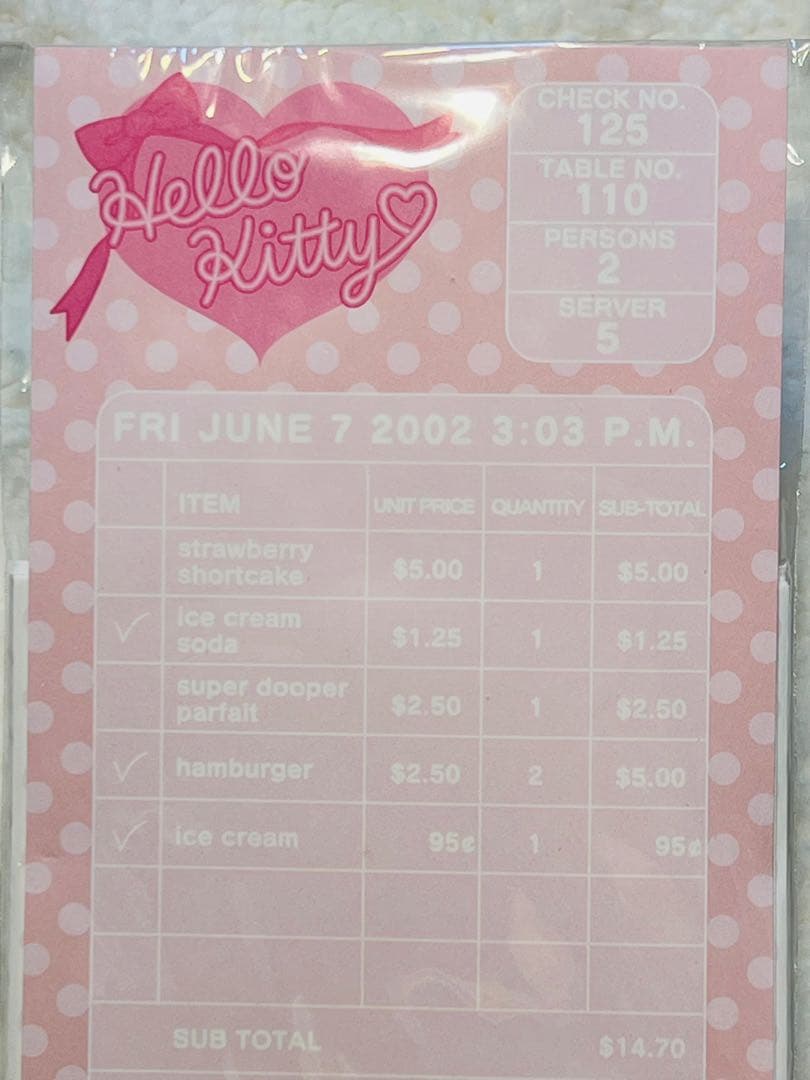 Hello
Kitty
CHECK NO.
125
TABLE NO.
110
PERSONS
2
SERVER
5
FRI JUNE 7 2002 3:03 P.M.
ITEM UNIT PRICE QUANTITY SUB-TOTAL
strawberry
shortcake $5.00 1 $5.00
ice cream
soda $1.25 1 $1.25
super dooper
parfait $2.50 1 $2.50
hamburger $2.50 2 $5.00
ice cream 95¢ 1 95¢
SUB TOTAL $14.70